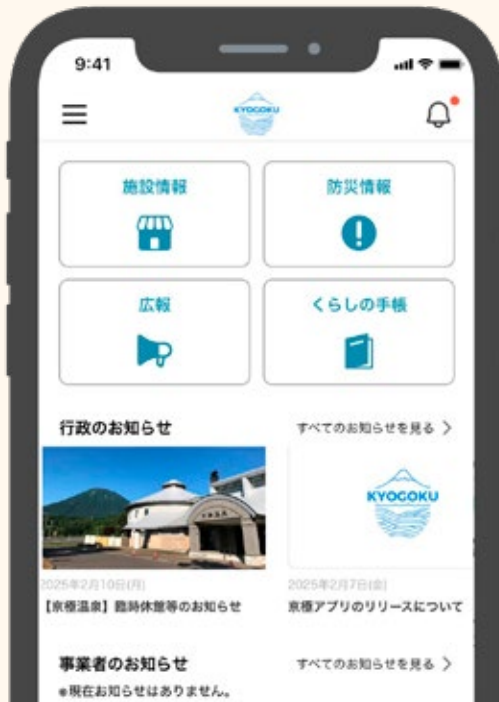 9:41
KYOGOKU
施設情報
防災情報
広報
くらしの手帳
行政のお知らせ
すべてのお知らせを見る
KYOGOKU
2025年2月10日(月)
2025年2月7日(金)
【京極温泉】臨時休館等のお知らせ
京極アプリのリリースについて
事業者のお知らせ
すべてのお知らせを見る
※現在お知らせはありません。